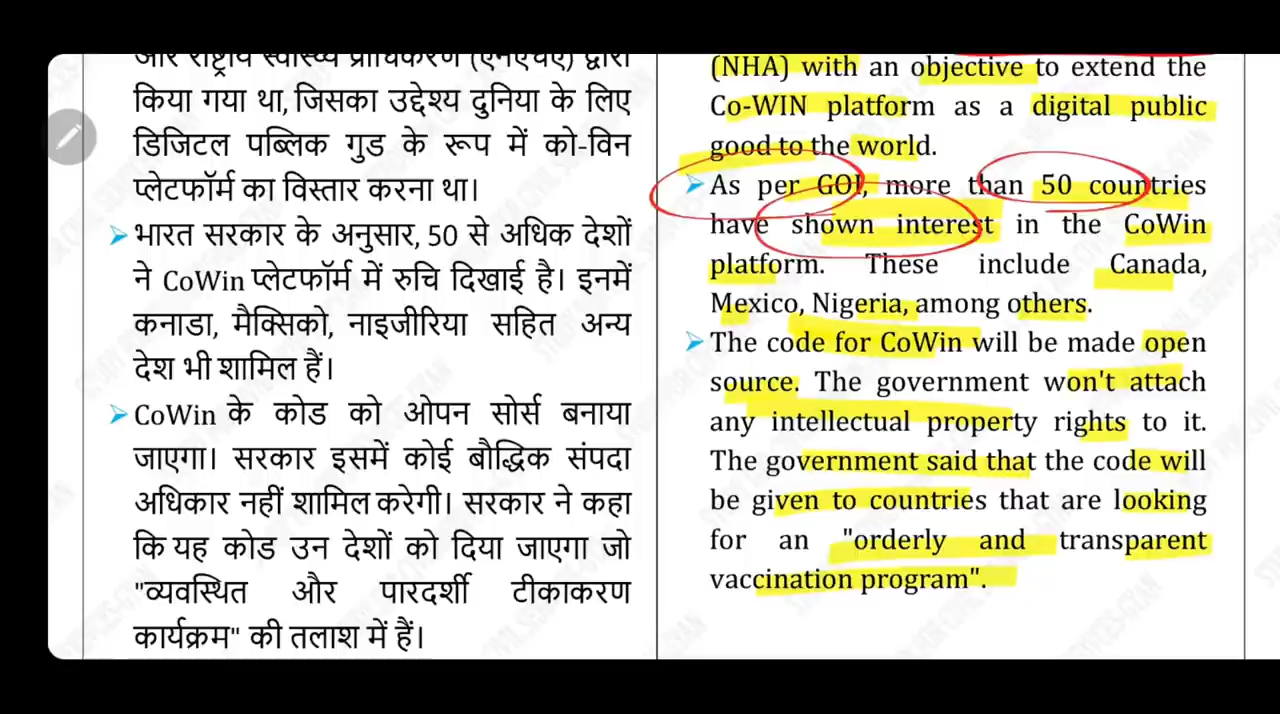 और राष्ट्रीय स्वास्थ्य प्राधिकरण (एनएचए) द्वारा
किया गया था, जिसका उद्देश्य दुनिया के लिए
डिजिटल पब्लिक गुड के रूप में को-विन
प्लेटफॉर्म का विस्तार करना था।
भारत सरकार के अनुसार, 50 से अधिक देशों
ने CoWin प्लेटफॉर्म में रुचि दिखाई है। इनमें
कनाडा, मैक्सिको, नाइजीरिया सहित अन्य
देश भी शामिल हैं।
CoWin के कोड को ओपन सोर्स बनाया
जाएगा। सरकार इसमें कोई बौद्धिक संपदा
अधिकार नहीं शामिल करेगी। सरकार ने कहा
कि यह कोड उन देशों को दिया जाएगा जो
"व्यवस्थित और पारदर्शी टीकाकरण
कार्यक्रम" की तलाश में हैं।
(NHA) with an objective to extend the
Co-WIN platform as a digital public
good to the world.
As per GOI, more than 50 countries
have shown interest in the CoWin
platform. These include Canada,
Mexico, Nigeria, among others.
The code for CoWin will be made open
source. The government won't attach
any intellectual property rights to it.
The government said that the code will
be given to countries that are looking
for an "orderly and transparent
vaccination program".